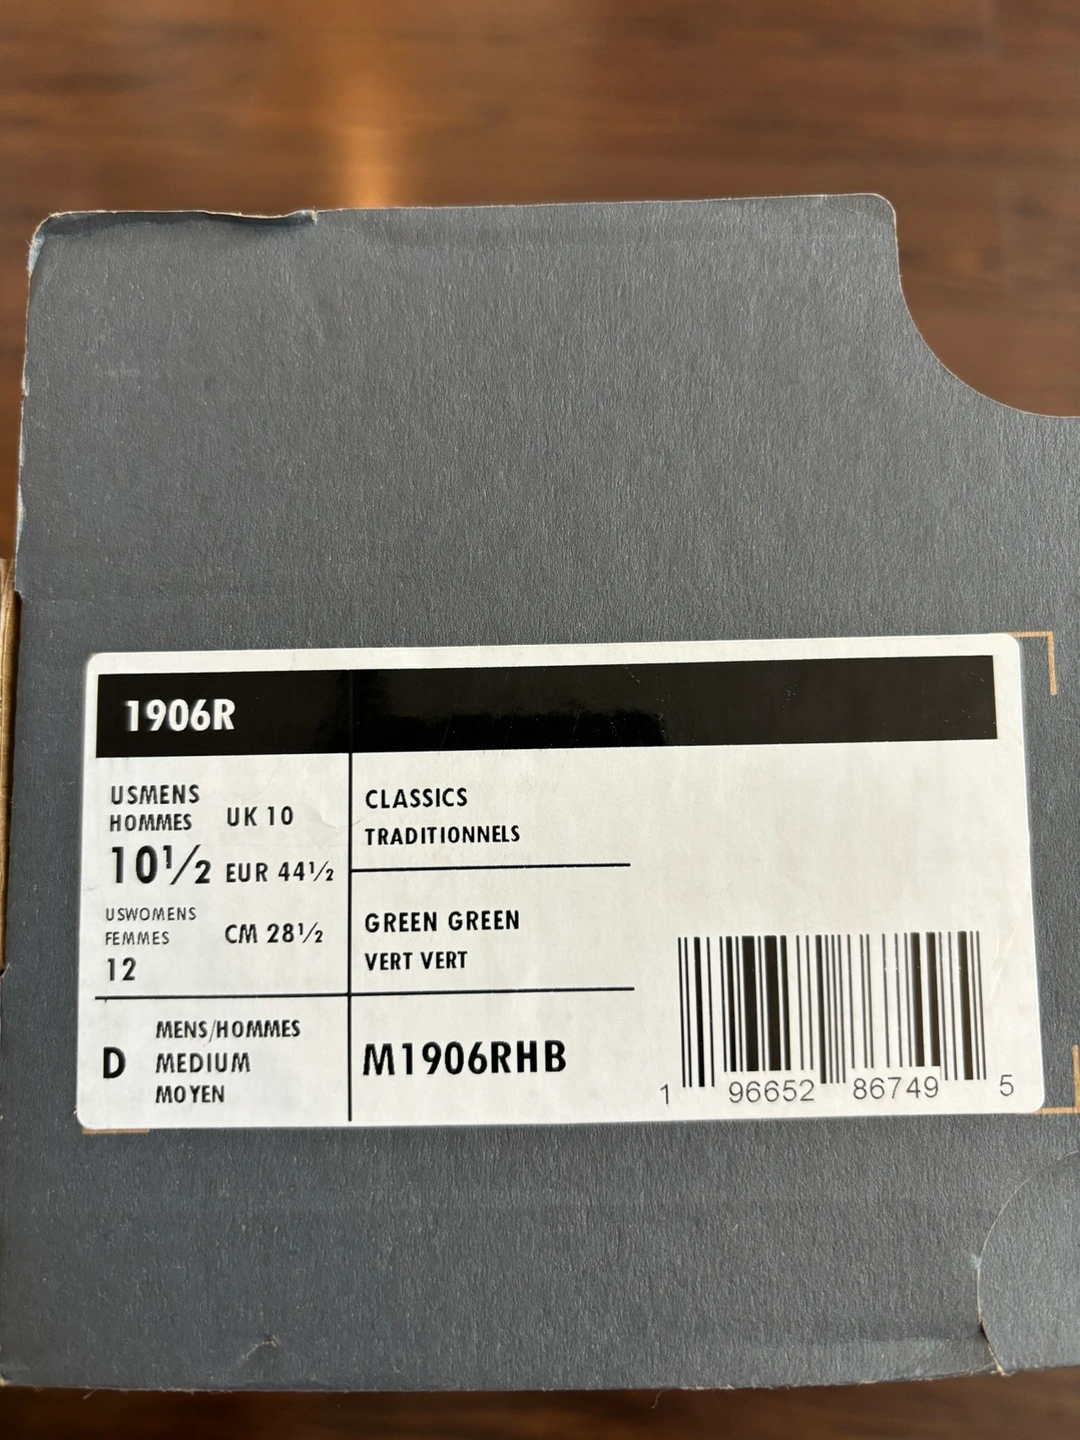 1906R
USMENS
HOMMES
10½
UK 10
EUR 44½
USWOMENS
FEMMES
12
CM 28½
D
MENS/HOMMES
MEDIUM
MOYEN
CLASSICS
TRADITIONNELS
GREEN GREEN
VERT VERT
M1906RHB
1 96652 86749 5